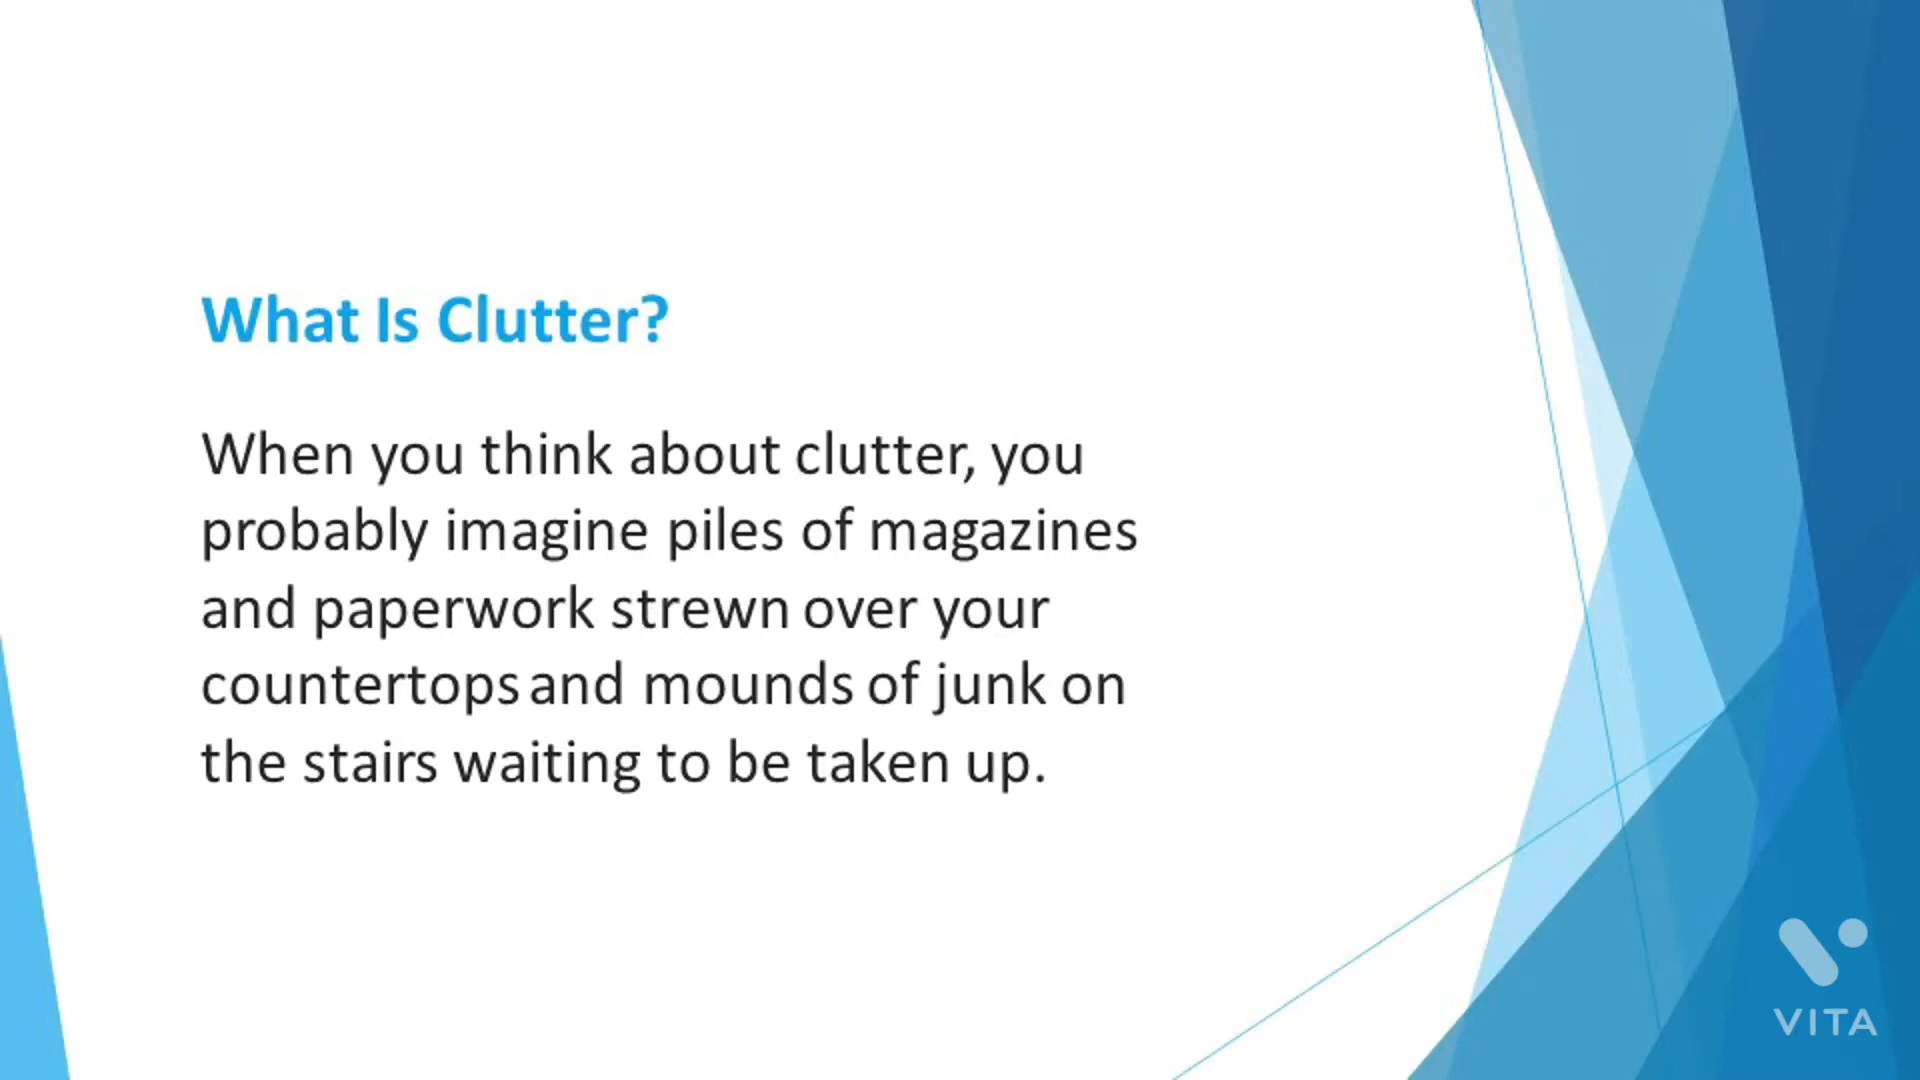 What Is Clutter?
When you think about clutter, you
probably imagine piles of magazines
and paperwork strewn over your
countertops and mounds of junk on
the stairs waiting to be taken up.
VITA